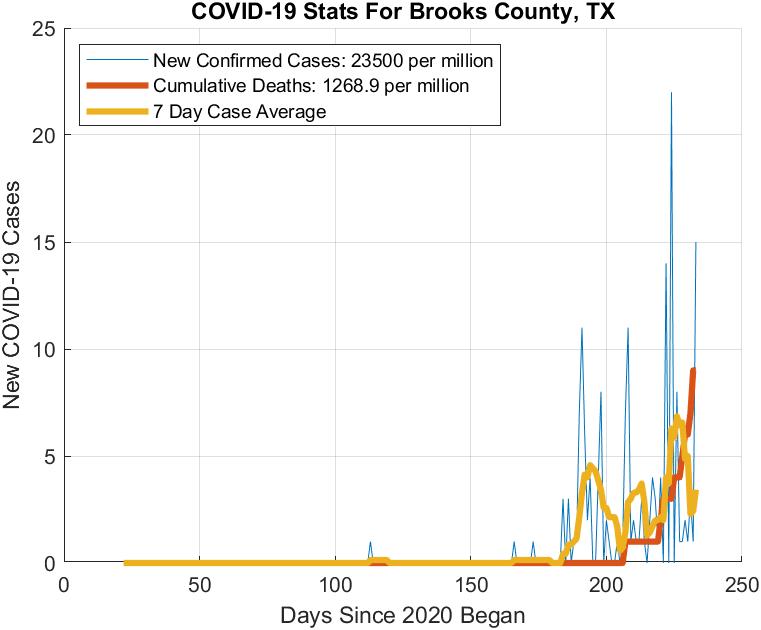 COVID-19 Stats For Brooks County, TX
New Confirmed Cases: 23500 per million
Cumulative Deaths: 1268.9 per million
7 Day Case Average
New COVID-19 Cases
25
20
15
10
5
0
0 50 100 150 200 250
Days Since 2020 Began